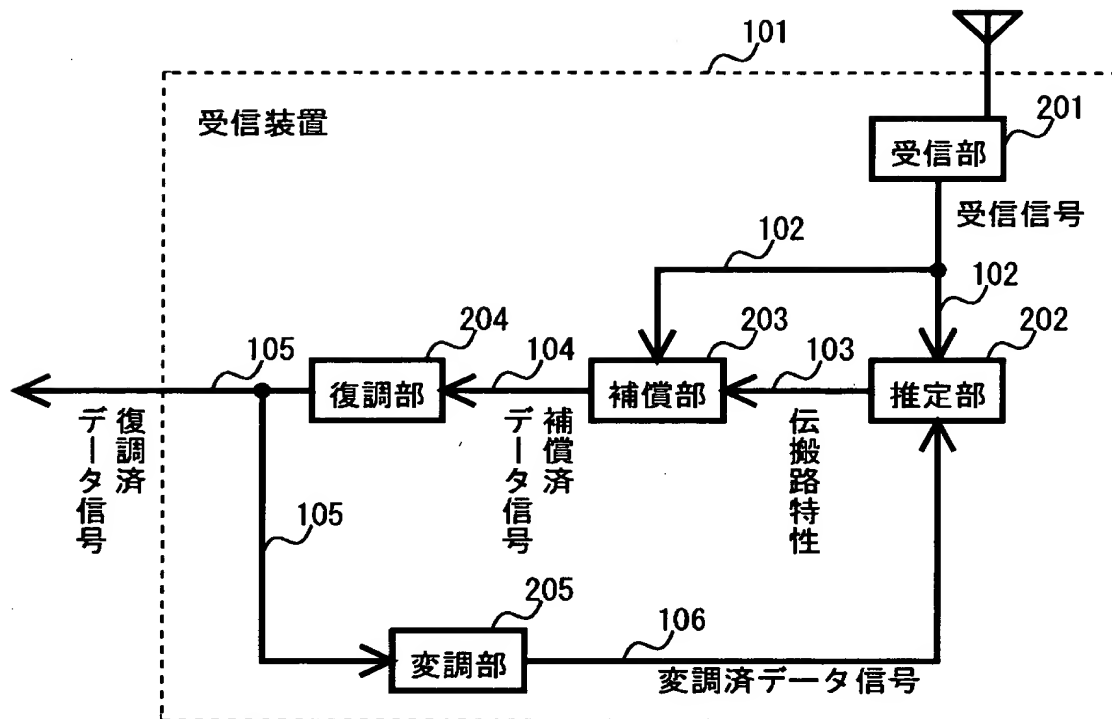 101
受信装置
201
受信部
受信信号
102
102
204
203
202
105
104
103
復調部
補償部
推定部
復調済
データ信号
補償済
データ信号
伝搬路特性
105
205
106
変調部
変調済データ信号